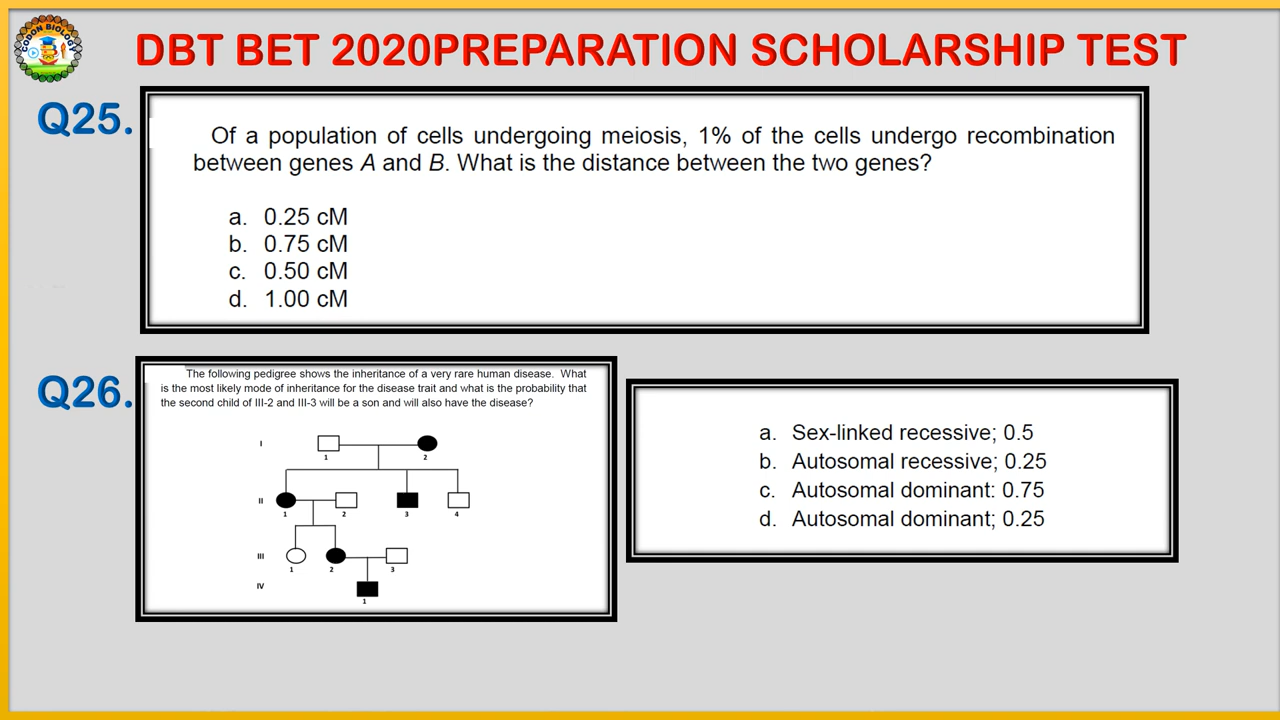 CODON BIOLOGY
DBT BET 2020PREPARATION SCHOLARSHIP TEST
Q25.
Of a population of cells undergoing meiosis, 1% of the cells undergo recombination
between genes A and B. What is the distance between the two genes?
a. 0.25 cM
b. 0.75 cM
c. 0.50 cM
d. 1.00 cM
Q26.
The following pedigree shows the inheritance of a very rare human disease. What
is the most likely mode of inheritance for the disease trait and what is the probability that
the second child of III-2 and III-3 will be a son and will also have the disease?
I
1 2
II
1 2 3 4
III
1 2 3
IV
1
a. Sex-linked recessive; 0.5
b. Autosomal recessive; 0.25
c. Autosomal dominant: 0.75
d. Autosomal dominant; 0.25